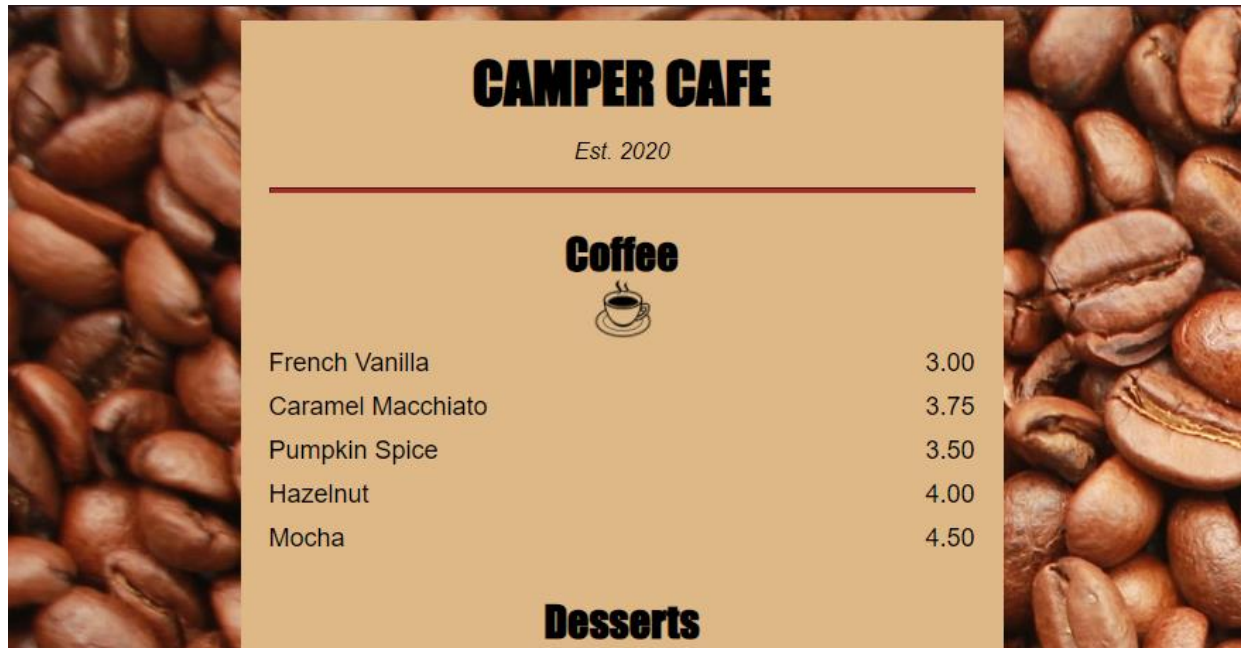 CAMPER CAFE
Est. 2020
Coffee
French Vanilla 3.00
Caramel Macchiato 3.75
Pumpkin Spice 3.50
Hazelnut 4.00
Mocha 4.50
Desserts